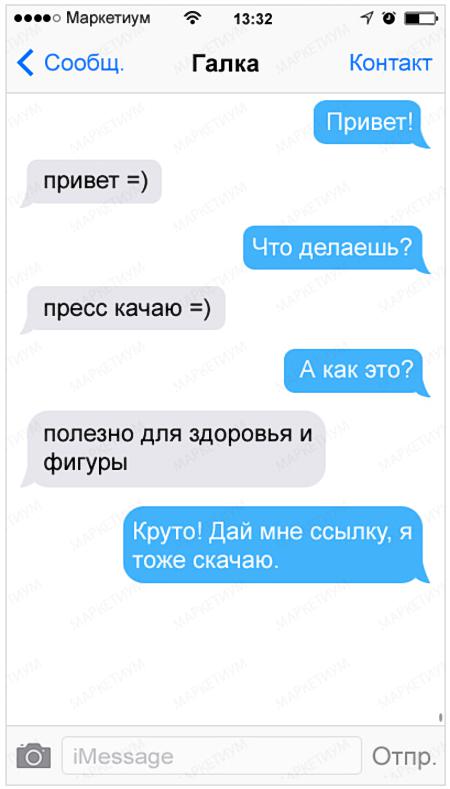 Маркетиум 13:32
Сообщ. Галка Контакт
Привет!
привет =)
Что делаешь?
пресс качаю =)
А как это?
полезно для здоровья и
фигуры
Круто! Дай мне ссылку, я
тоже скачаю.
iMessage Отпр.